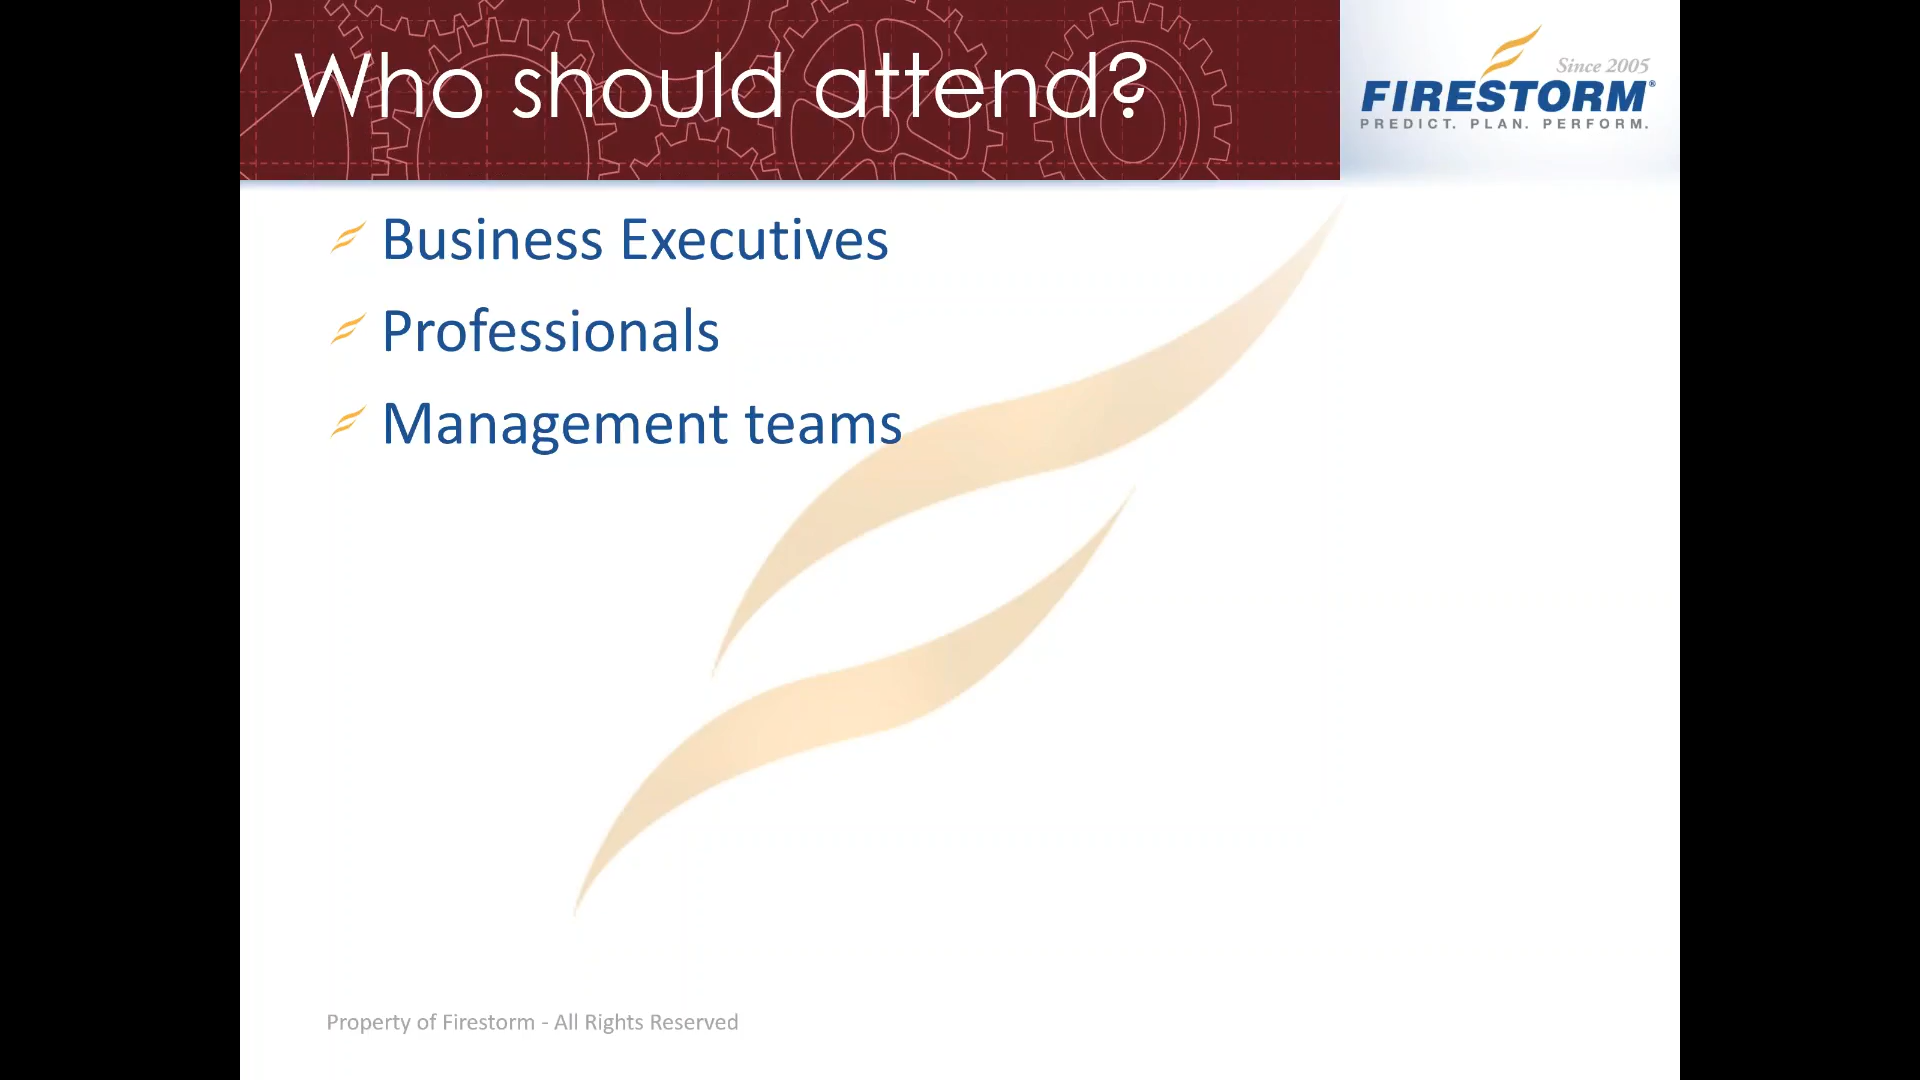 Who should attend?
Since 2005
FIRESTORM®
PREDICT. PLAN. PERFORM.
Business Executives
Professionals
Management teams
Property of Firestorm - All Rights Reserved